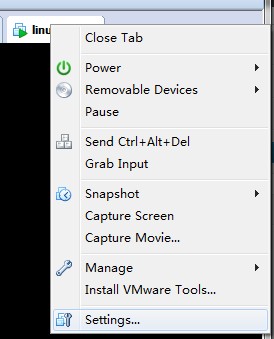 linu
Close Tab
Power
Removable Devices
Pause
Send Ctrl+Alt+Del
Grab Input
Snapshot
Capture Screen
Capture Movie...
Manage
Install VMware Tools...
Settings...